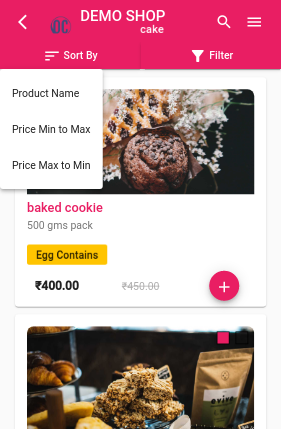 DC
DEMO SHOP
cake
Sort By
Filter
Product Name
Price Min to Max
Price Max to Min
baked cookie
500 gms pack
Egg Contains
₹400.00
₹450.00
+
evive